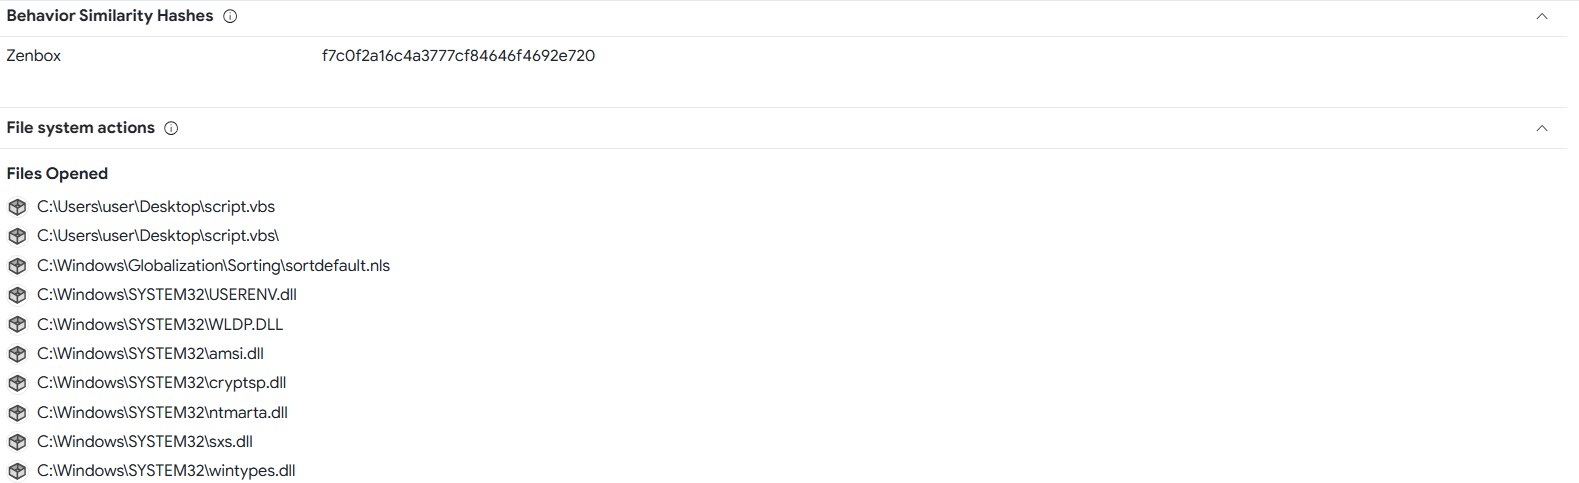 Behavior Similarity Hashes
Zenbox f7c0f2a16c4a3777cf84646f4692e720
File system actions
Files Opened
C:\Users\user\Desktop\script.vbs
C:\Users\user\Desktop\script.vbs\
C:\Windows\Globalization\Sorting\sortdefault.nls
C:\Windows\SYSTEM32\USERENV.dll
C:\Windows\SYSTEM32\WLDP.DLL
C:\Windows\SYSTEM32\amsi.dll
C:\Windows\SYSTEM32\cryptsp.dll
C:\Windows\SYSTEM32\ntmarta.dll
C:\Windows\SYSTEM32\sxs.dll
C:\Windows\SYSTEM32\wintypes.dll